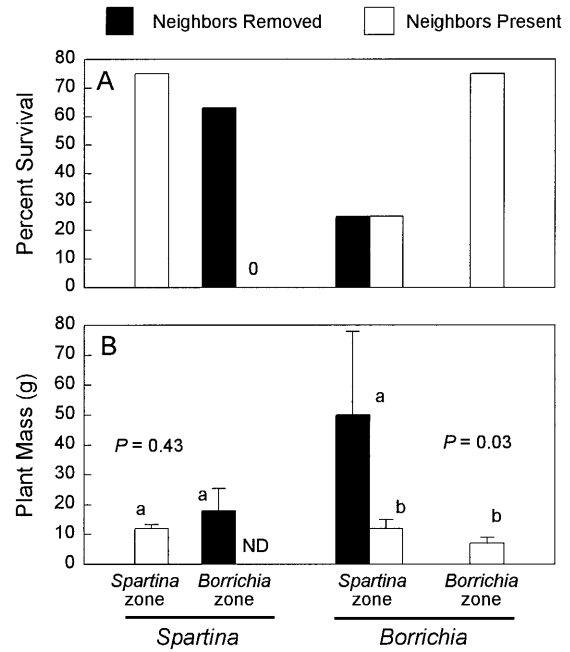 Neighbors Removed Neighbors Present
A
Percent Survival
80
70
60
50
40
30
20
10
0
0
B
Plant Mass (g)
80
70
60
50
40
30
20
10
0
P = 0.43
a
a
ND
a
b
P = 0.03
b
Spartina zone
Borrichia zone
Spartina zone
Borrichia zone
Spartina
Borrichia